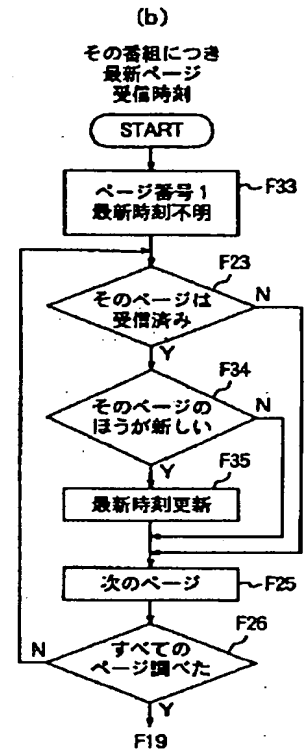 (b)
その番組につき
最新ページ
受信時刻
START
ページ番号1
最新時刻不明
F33
F23
そのページは
受信済み
N
Y
F34
そのページの
ほうが新しい
N
Y
F35
最新時刻更新
次のページ
F25
F26
すべての
ページ調べた
N
Y
F19